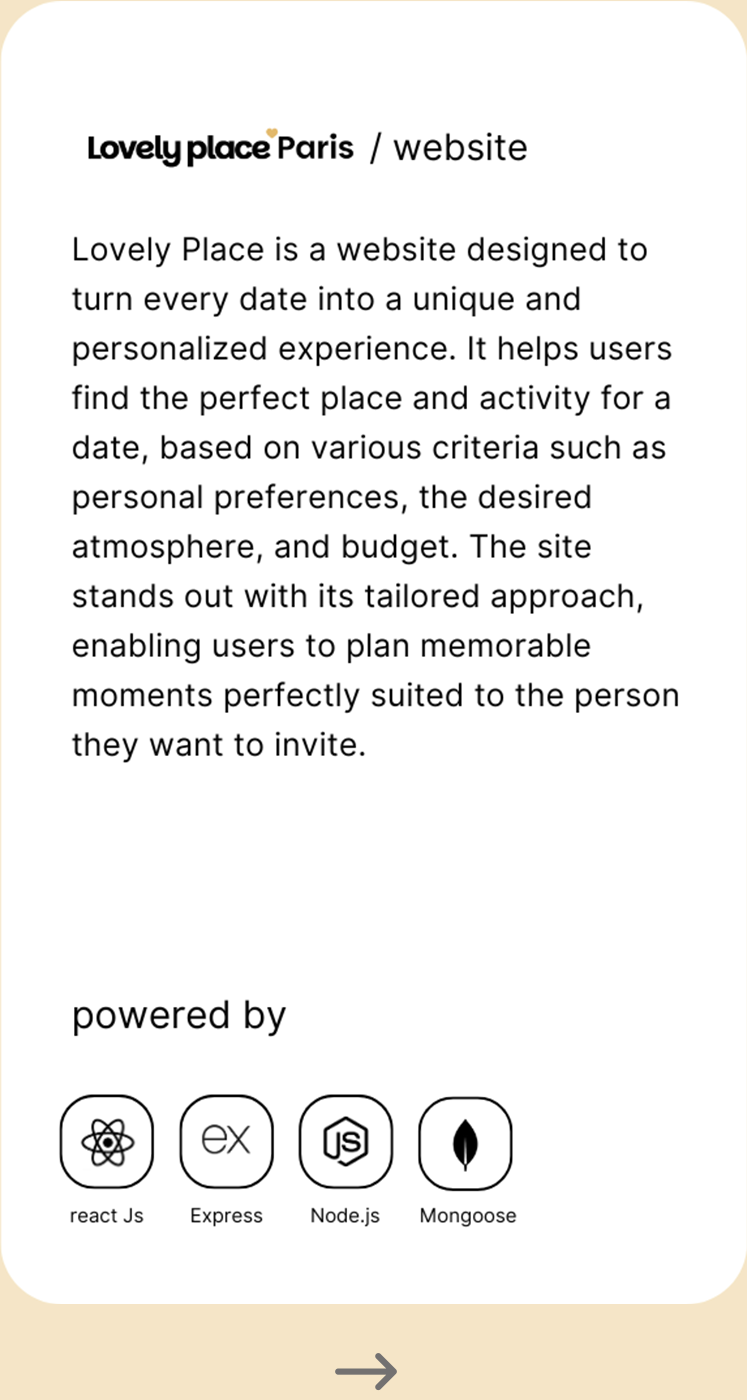 Lovely place Paris / website
Lovely Place is a website designed to
turn every date into a unique and
personalized experience. It helps users
find the perfect place and activity for a
date, based on various criteria such as
personal preferences, the desired
atmosphere, and budget. The site
stands out with its tailored approach,
enabling users to plan memorable
moments perfectly suited to the person
they want to invite.
powered by
ex
JS
react Js Express Node.js Mongoose